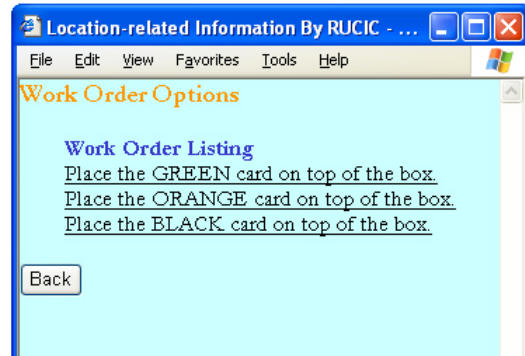 Location-related Information By RUCIC - ...
File Edit View Favorites Tools Help
Work Order Options
Work Order Listing
Place the GREEN card on top of the box.
Place the ORANGE card on top of the box.
Place the BLACK card on top of the box.
Back